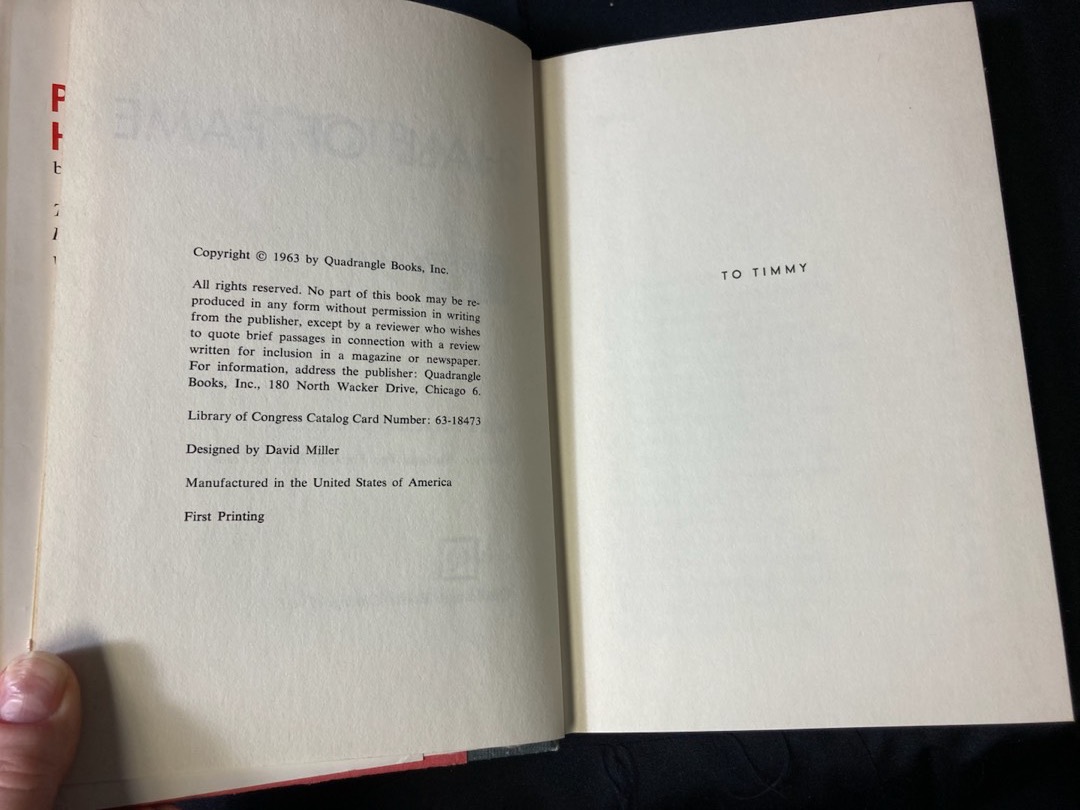 P
H
b
Copyright © 1963 by Quadrangle Books, Inc.
All rights reserved. No part of this book may be re-
produced in any form without permission in writing
from the publisher, except by a reviewer who wishes
to quote brief passages in connection with a review
written for inclusion in a magazine or newspaper.
For information, address the publisher: Quadrangle
Books, Inc., 180 North Wacker Drive, Chicago 6.
Library of Congress Catalog Card Number: 63-18473
Designed by David Miller
Manufactured in the United States of America
First Printing
TO TIMMY